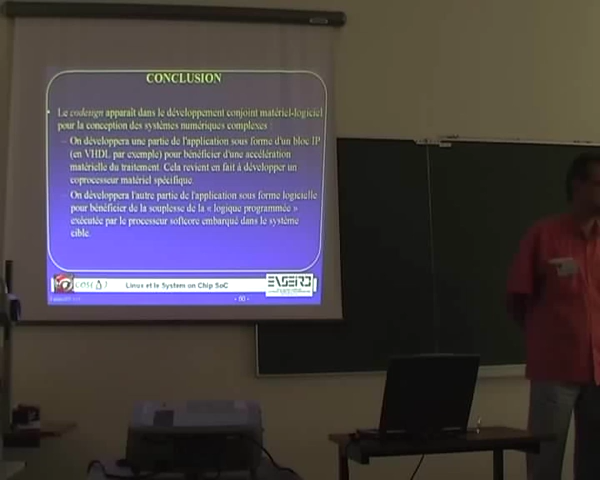 CONCLUSION
Le codesign apparaît dans le développement conjoint matériel-logiciel
pour la conception des systèmes numériques complexes :
– On développera une partie de l'application sous forme d'un bloc IP
(en VHDL par exemple) pour bénéficier d'une accélération
matérielle du traitement. Cela revient en fait à développer un
coprocesseur matériel spécifique.
– On développera l'autre partie de l'application sous forme logicielle
pour bénéficier de la souplesse de la « logique programmée »
exécutée par le processeur softcore embarqué dans le système
cible.
Linux et le System on Chip SoC
ENSEIRB
- 60 -